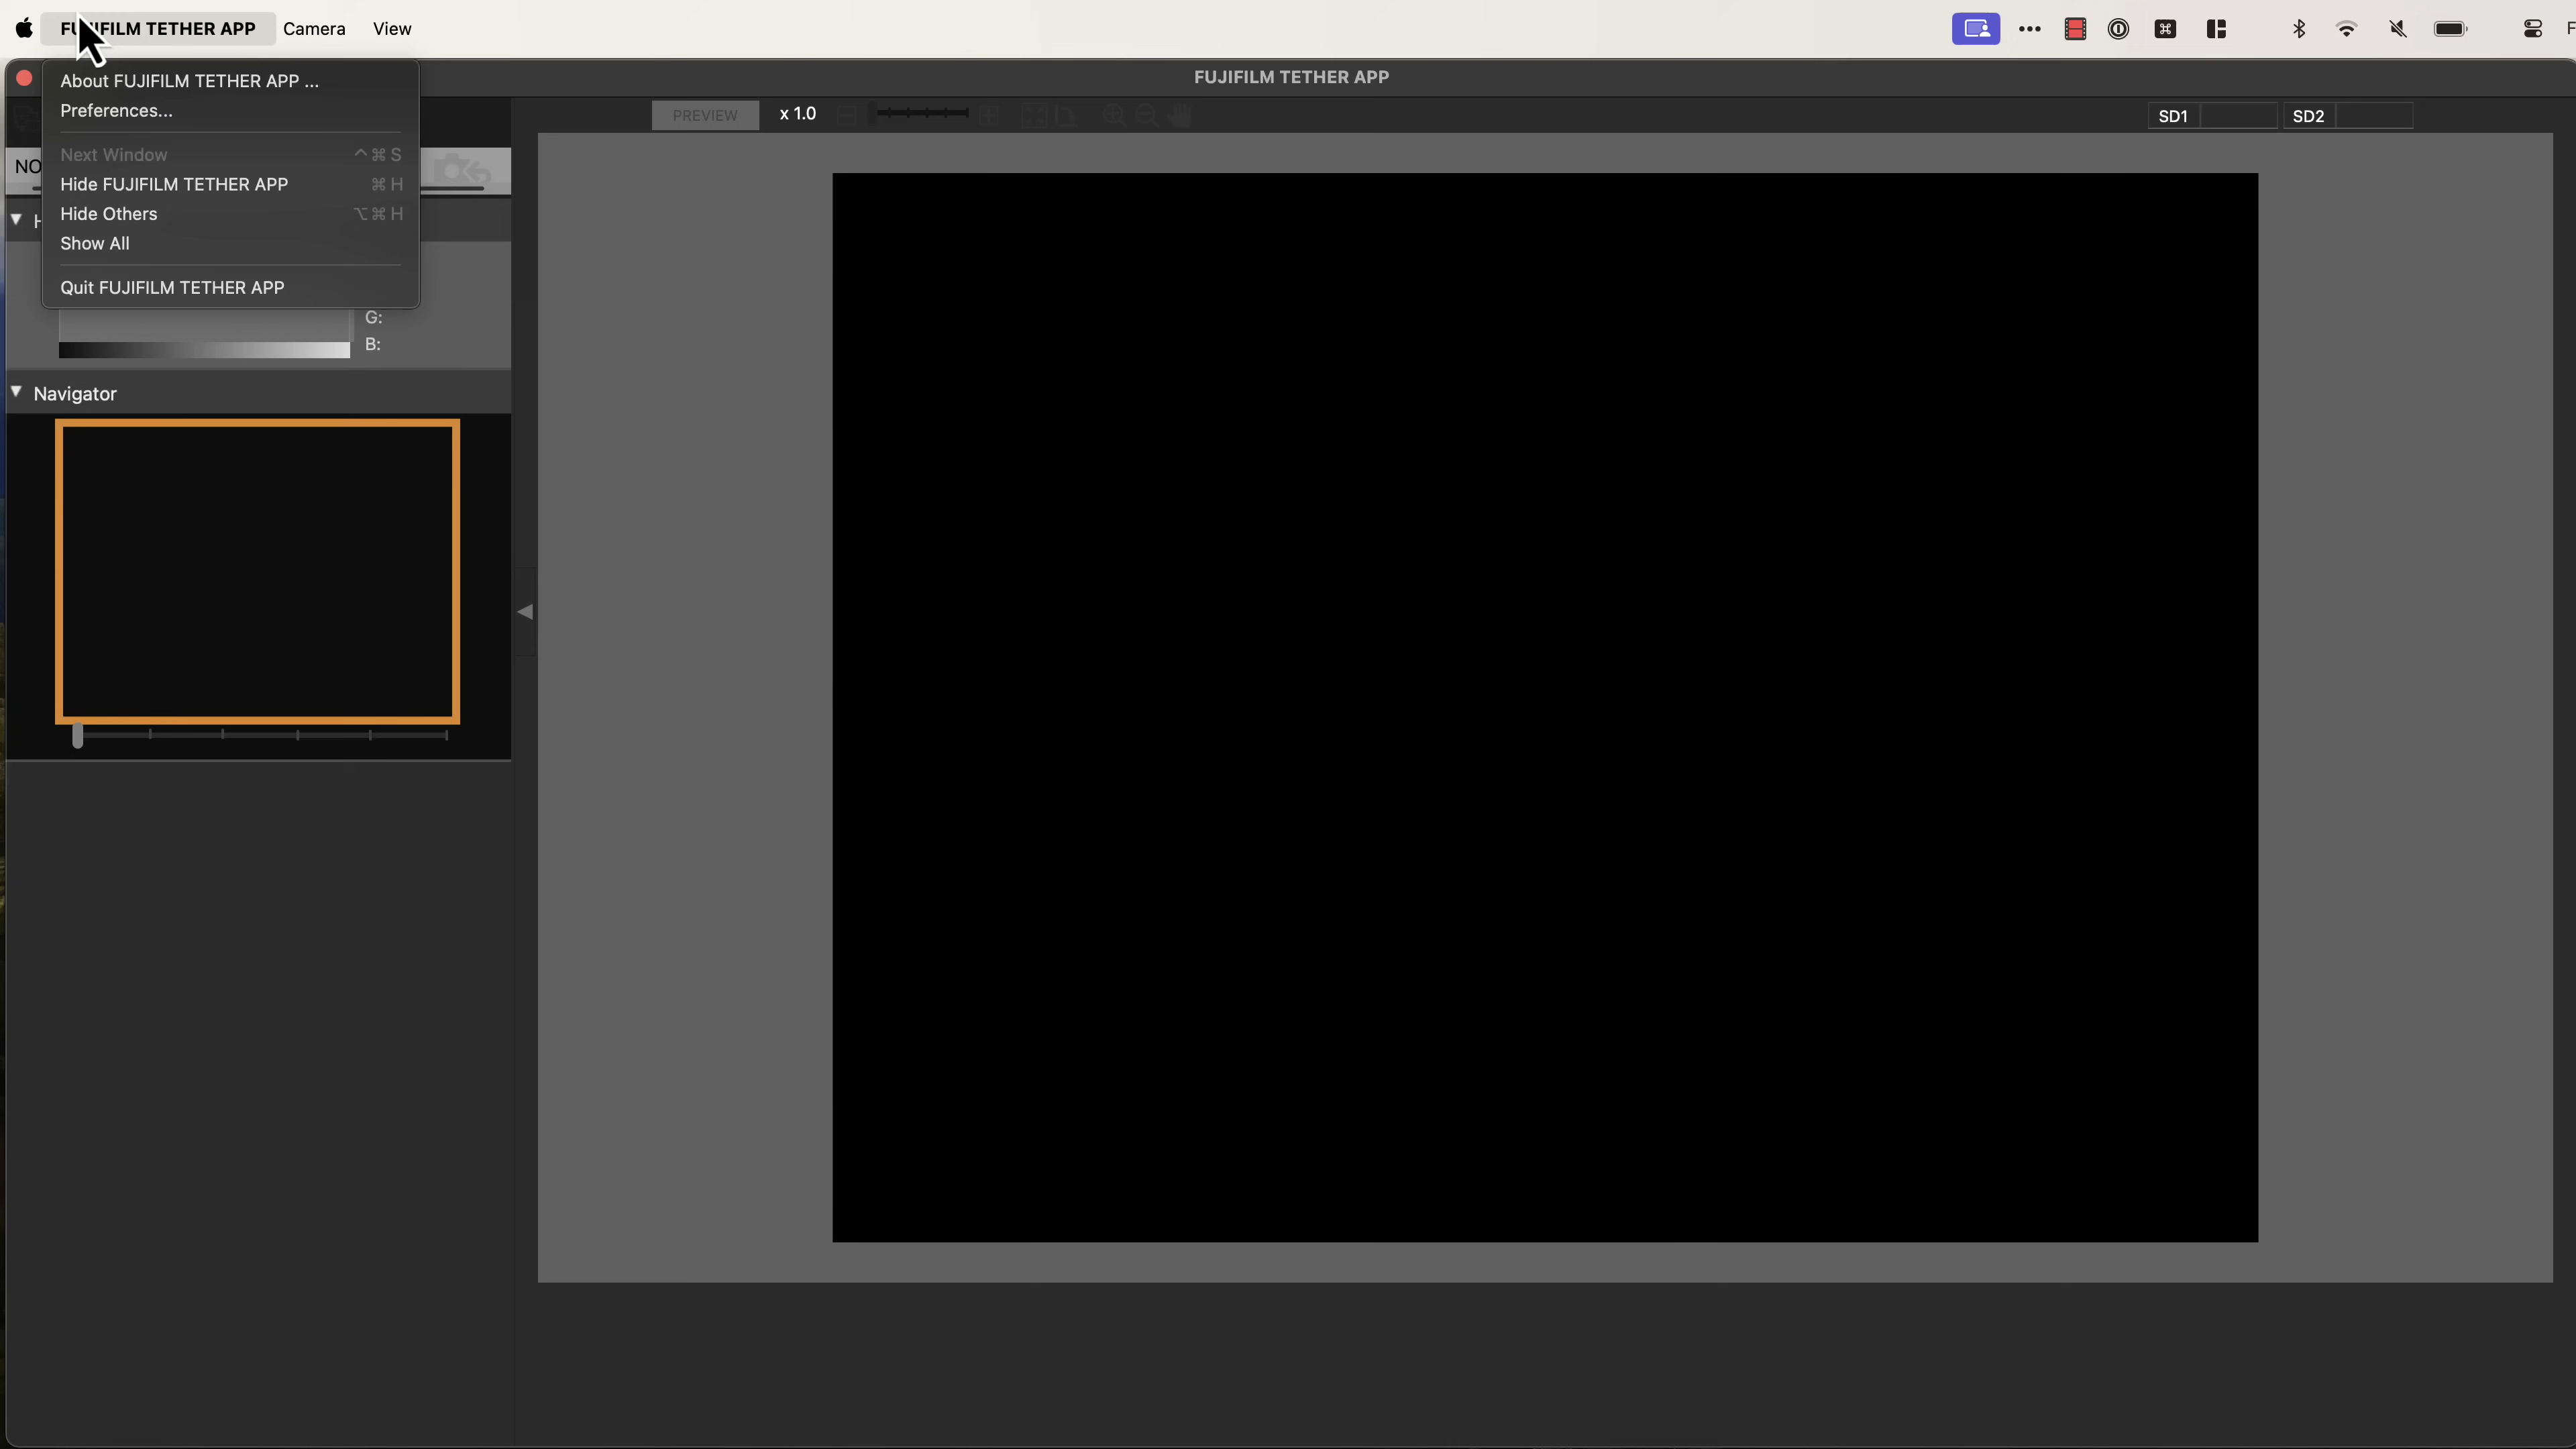 FUJIFILM TETHER APP Camera View
FUJIFILM TETHER APP
About FUJIFILM TETHER APP ...
Preferences...
PREVIEW x 1.0 SD1 SD2
Next Window ^ ⌘ S
NO
Hide FUJIFILM TETHER APP ⌘ H
Hide Others ⌥ ⌘ H
Show All
Quit FUJIFILM TETHER APP
G:
B:
Navigator